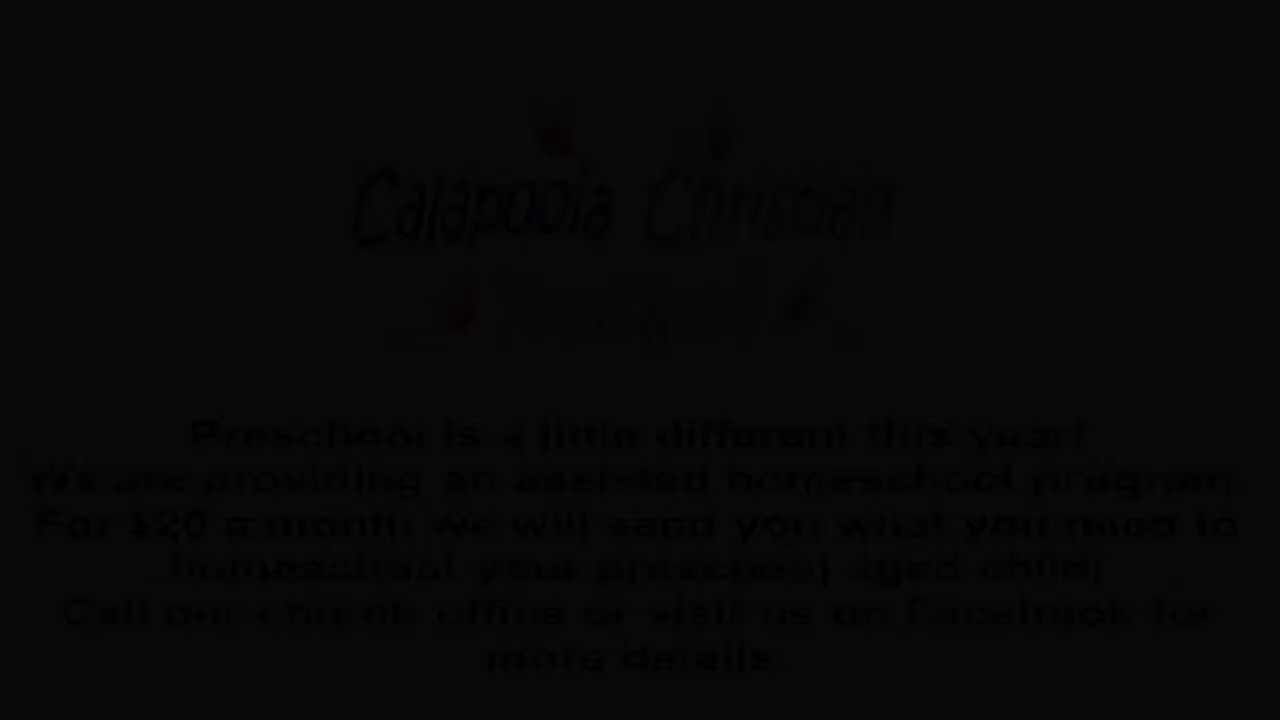 Calapooia Christian
Preschool is a little different this year!
We are providing an assisted homeschool program.
For $20 a month we will send you what you need to
homeschool your preschool aged child!
Call our church office or visit us on Facebook for
more details